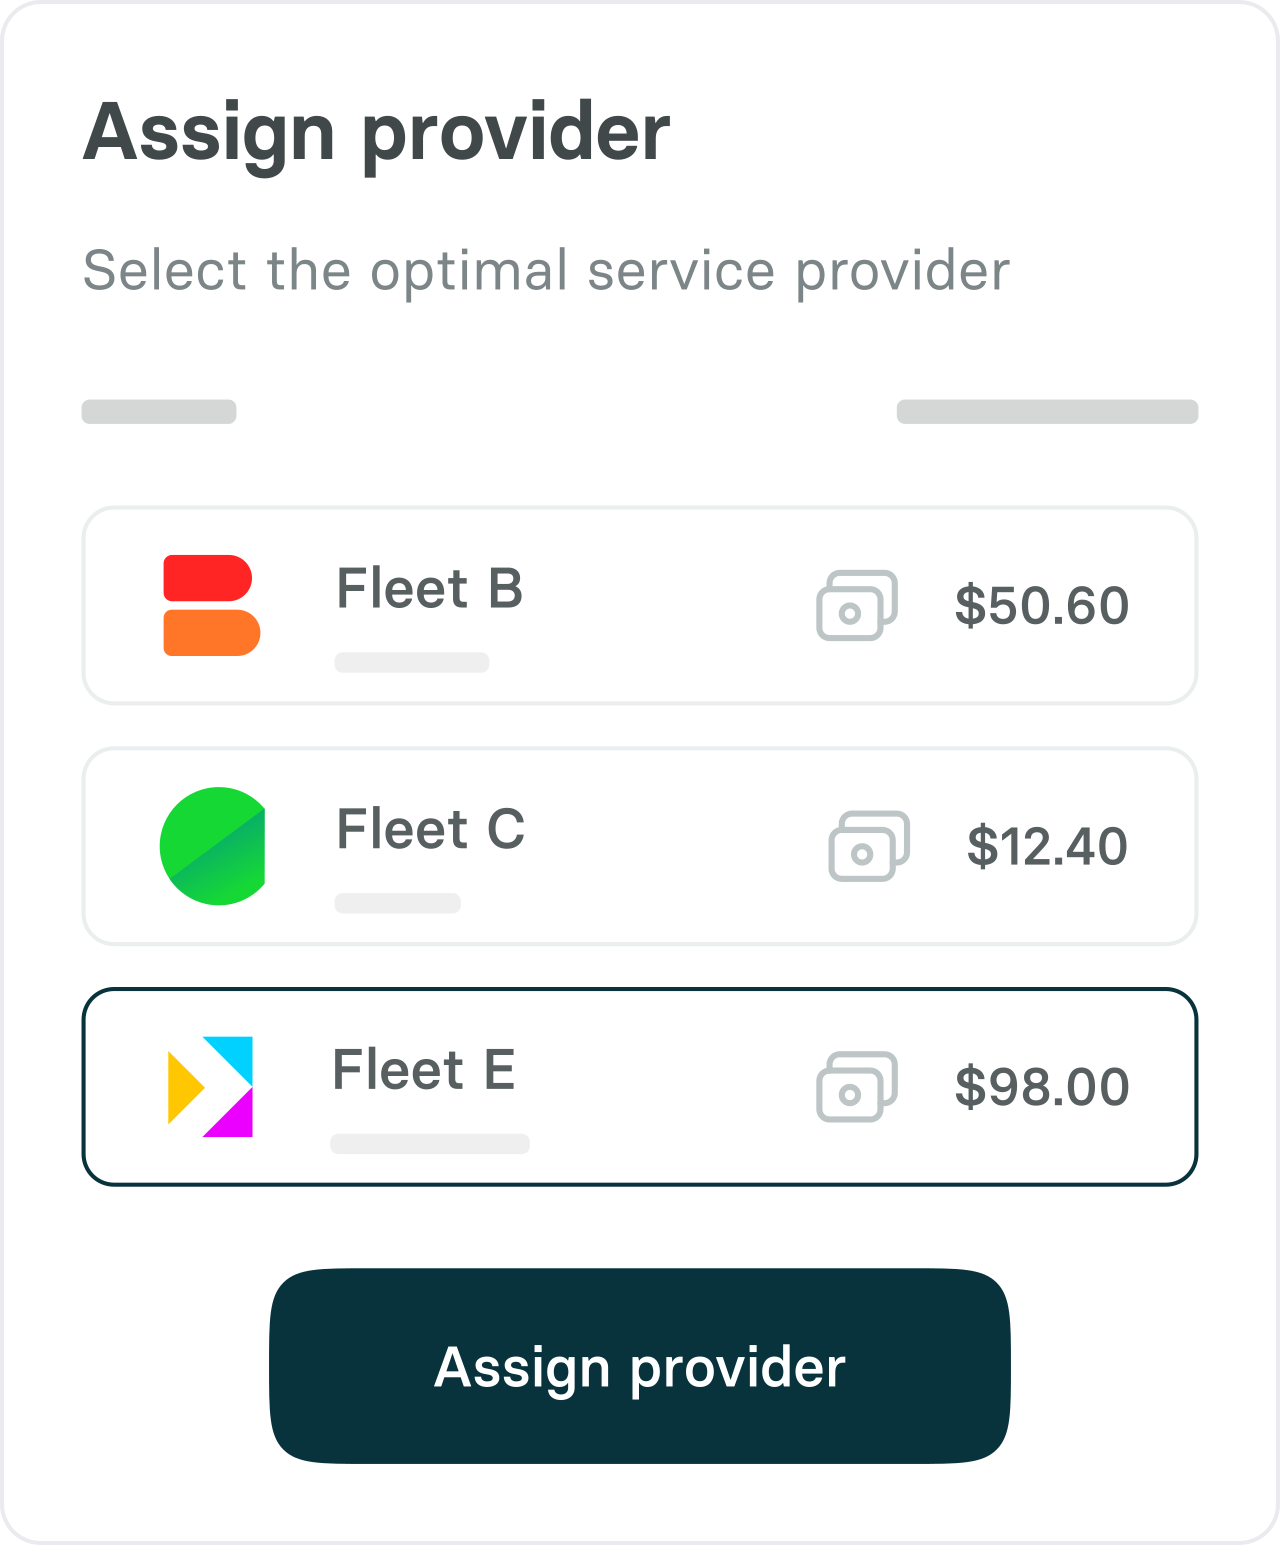 Assign provider
Select the optimal service provider
Fleet B
$50.60
Fleet C
$12.40
Fleet E
$98.00
Assign provider